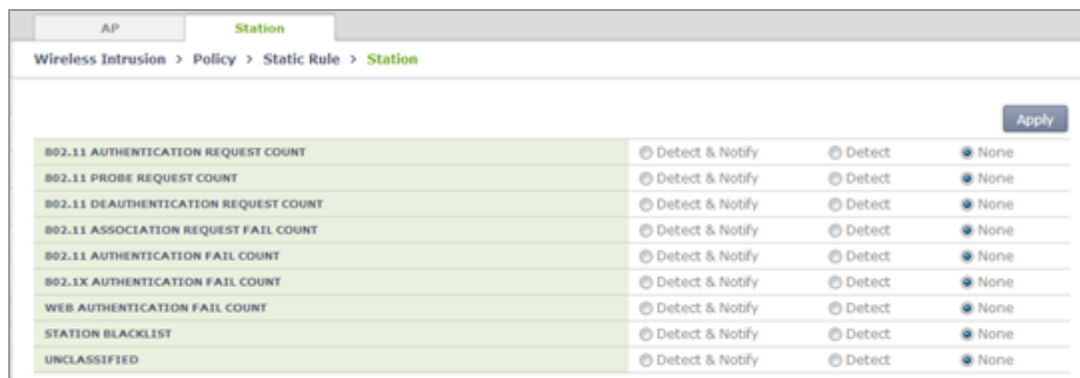 AP Station
Wireless Intrusion > Policy > Static Rule > Station
Apply
802.11 AUTHENTICATION REQUEST COUNT Detect & Notify Detect None
802.11 PROBE REQUEST COUNT Detect & Notify Detect None
802.11 DEAUTHENTICATION REQUEST COUNT Detect & Notify Detect None
802.11 ASSOCIATION REQUEST FAIL COUNT Detect & Notify Detect None
802.11 AUTHENTICATION FAIL COUNT Detect & Notify Detect None
802.1X AUTHENTICATION FAIL COUNT Detect & Notify Detect None
WEB AUTHENTICATION FAIL COUNT Detect & Notify Detect None
STATION BLACKLIST Detect & Notify Detect None
UNCLASSIFIED Detect & Notify Detect None